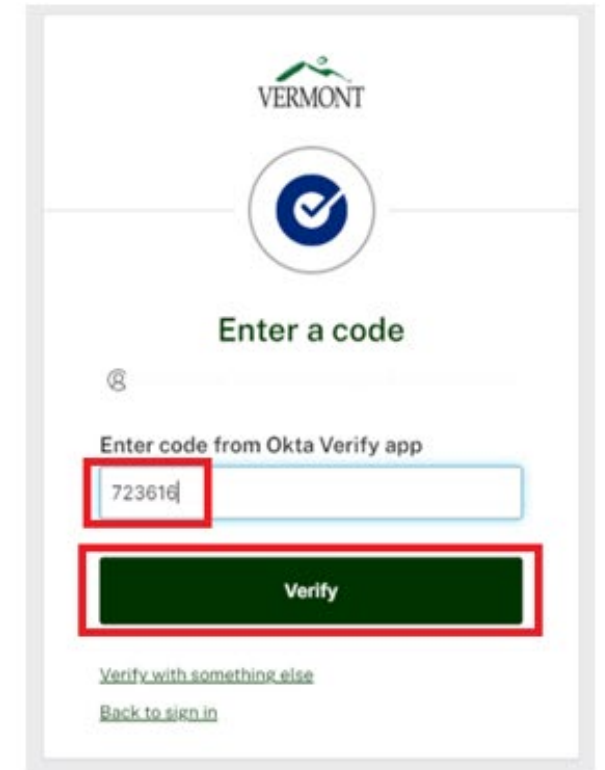 VERMONT
Enter a code
Enter code from Okta Verify app
723616
Verify
Verify with something else
Back to sign in